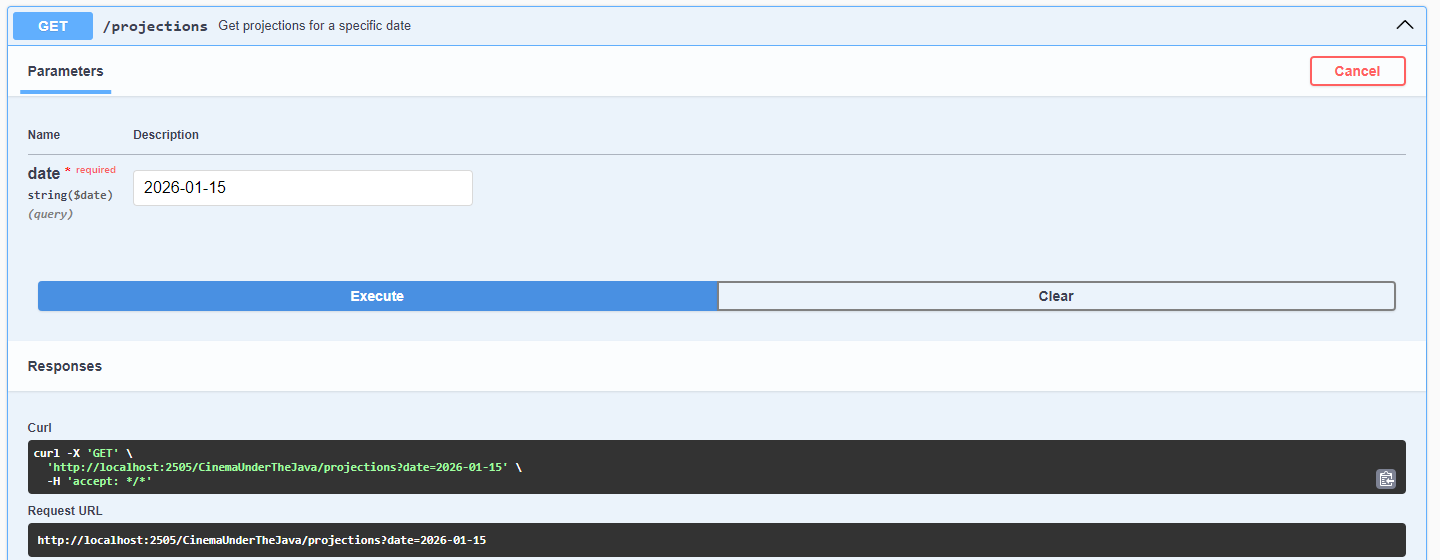 GET /projections Get projections for a specific date
Parameters
Cancel
Name Description
date * required
string($date)
(query)
2026-01-15
Execute
Clear
Responses
Curl
curl -X 'GET' \
  'http://localhost:2505/CinemaUnderTheJava/projections?date=2026-01-15' \
  -H 'accept: */*'
Request URL
http://localhost:2505/CinemaUnderTheJava/projections?date=2026-01-15